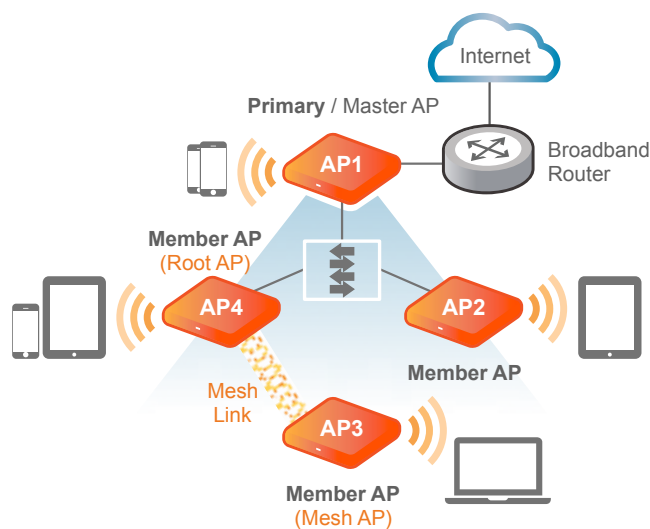 Internet
Primary / Master AP
AP1
Broadband
Router
Member AP
(Root AP)
AP4
AP2
Member AP
Mesh
Link
AP3
Member AP
(Mesh AP)